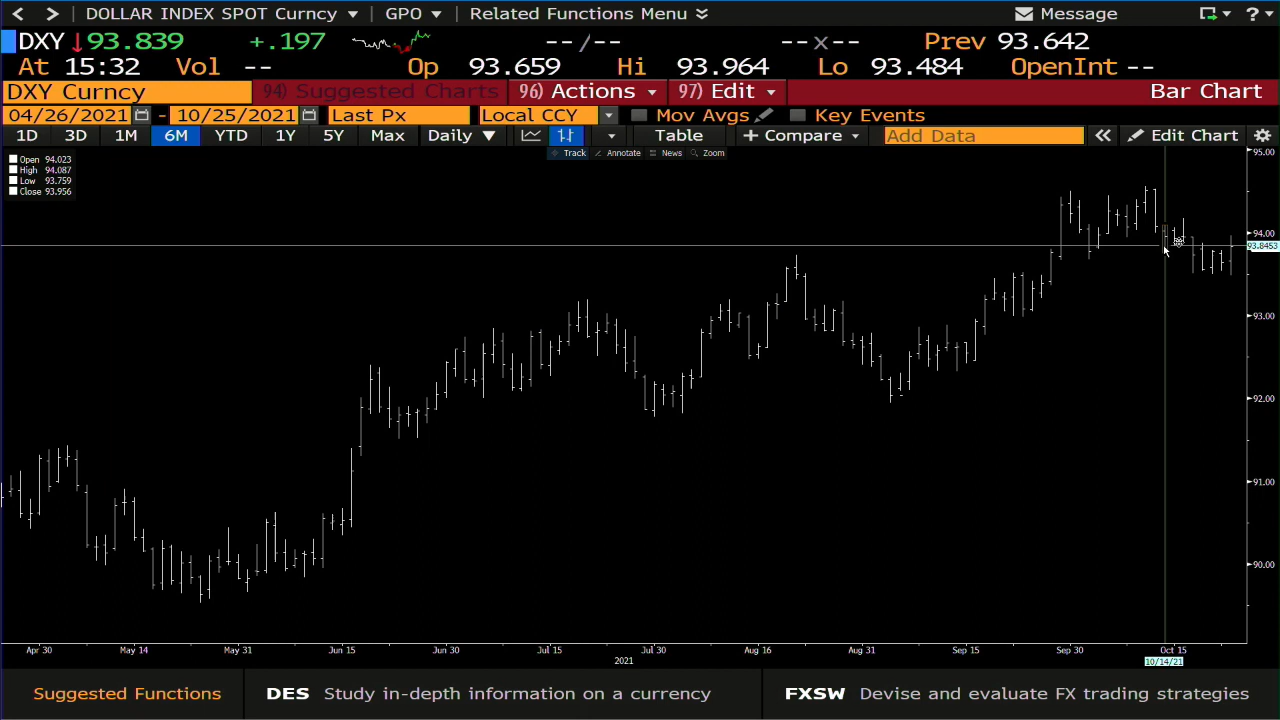 DOLLAR INDEX SPOT Curncy GPO Related Functions Menu Message ?
DXY 93.839 +.197 --/-- --x-- Prev 93.642
At 15:32 Vol -- Op 93.659 Hi 93.964 Lo 93.484 OpenInt --
DXY Curncy 94) Suggested Charts 96) Actions 97) Edit Bar Chart
04/26/2021 - 10/25/2021 Last Px Local CCY Mov Avgs Key Events
1D 3D 1M 6M YTD 1Y 5Y Max Daily Table + Compare Add Data Edit Chart
Track Annotate News Zoom
Open 94.023
High 94.087
Low 93.759
Close 93.956
95.00
94.00
93.8453
93.00
92.00
91.00
90.00
Apr 30 May 14 May 31 Jun 15 Jun 30 Jul 15 Jul 30 Aug 16 Aug 31 Sep 15 Sep 30 Oct 15
2021 10/14/21
Suggested Functions DES Study in-depth information on a currency FXSW Devise and evaluate FX trading strategies